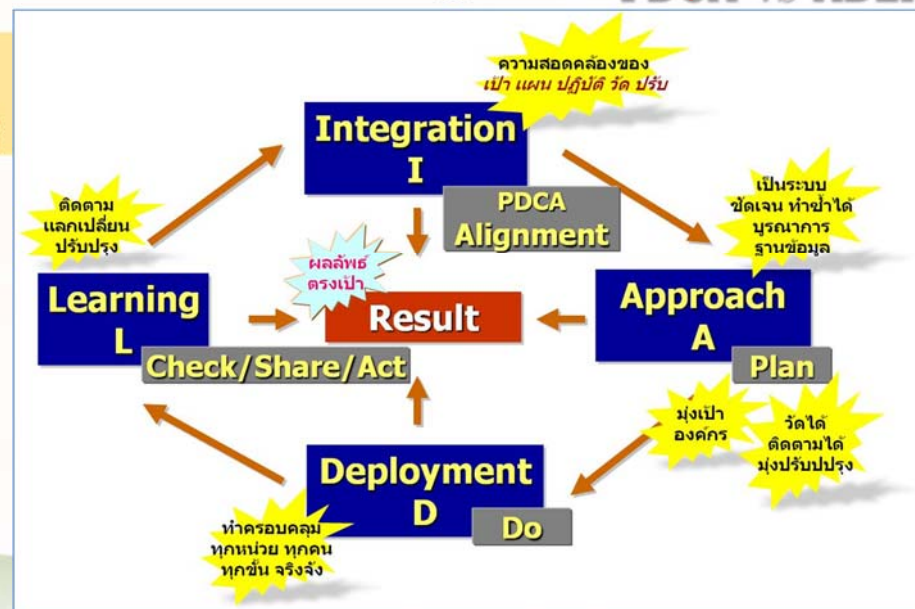 ความสอดคล้องของ
เป้า แผน ปฏิบัติ วัด ปรับ
Integration
I
PDCA
Alignment
ติดตาม
แลกเปลี่ยน
ปรับปรุง
เป็นระบบ
ชัดเจน ทำซ้ำได้
บูรณาการ
ฐานข้อมูล
ผลลัพธ์
ตรงเป้า
Learning
L
Check/Share/Act
Result
Approach
A
Plan
มุ่งเป้า
องค์กร
วัดได้
ติดตามได้
มุ่งปรับปปรุง
Deployment
D
Do
ทำครอบคลุม
ทุกหน่วย ทุกคน
ทุกขั้น จริงจัง